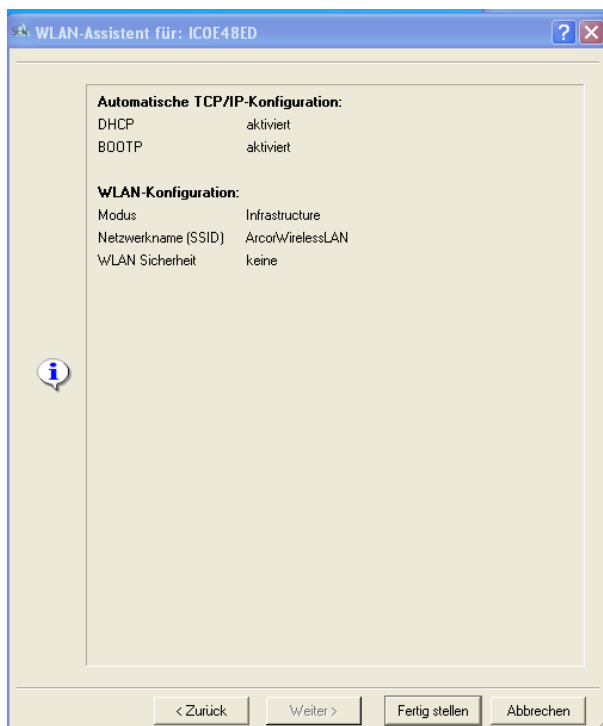 WLAN-Assistent für: IC0E48ED
Automatische TCP/IP-Konfiguration:
DHCP aktiviert
BOOTP aktiviert
WLAN-Konfiguration:
Modus Infrastructure
Netzwerkname (SSID) ArcorWirelessLAN
WLAN Sicherheit keine
< Zurück Weiter > Fertig stellen Abbrechen